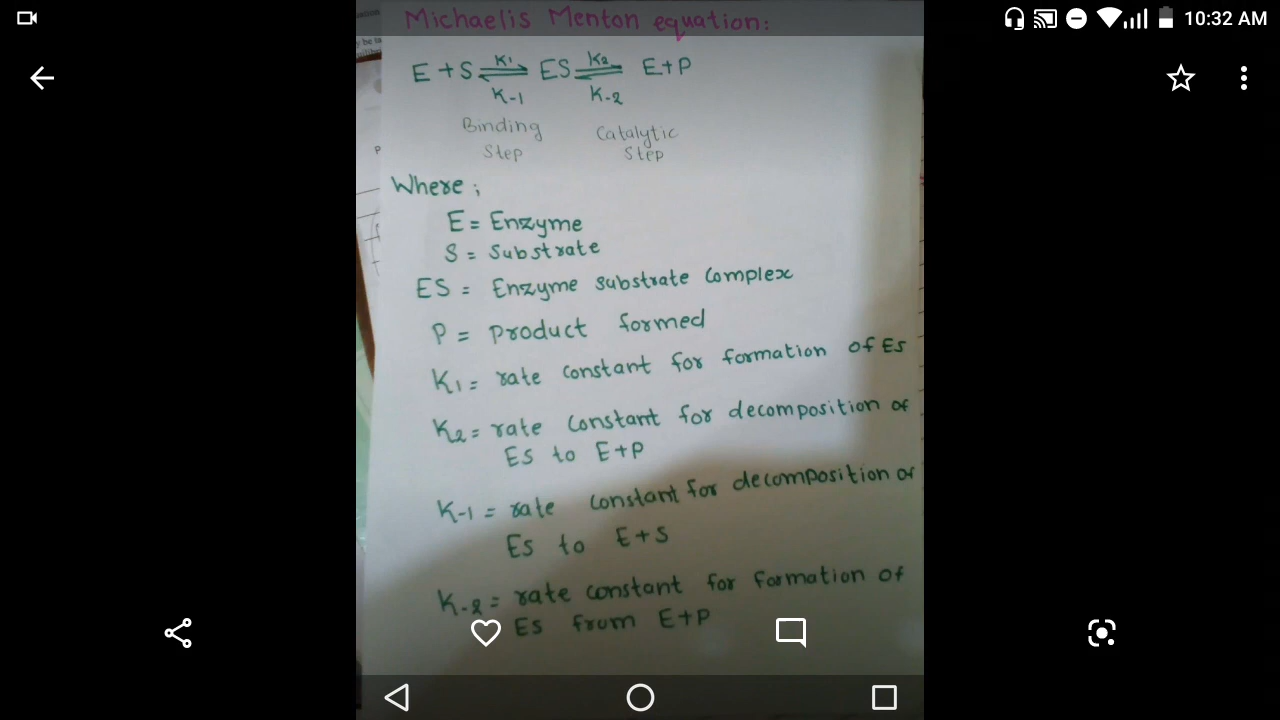 10:32 AM
Michaelis Menton equation:
E + S ⇌ ES ⇌ E+P
K1 K2
K-1 K-2
Binding Step
Catalytic Step
Where ;
E = Enzyme
S = Substrate
ES = Enzyme substrate complex
P = Product formed
K1 = rate constant for formation of Es
K2 = rate constant for decomposition of
Es to E+P
K-1 = rate constant for decomposition of
Es to E+S
K-2 = rate constant for formation of
Es from E+P